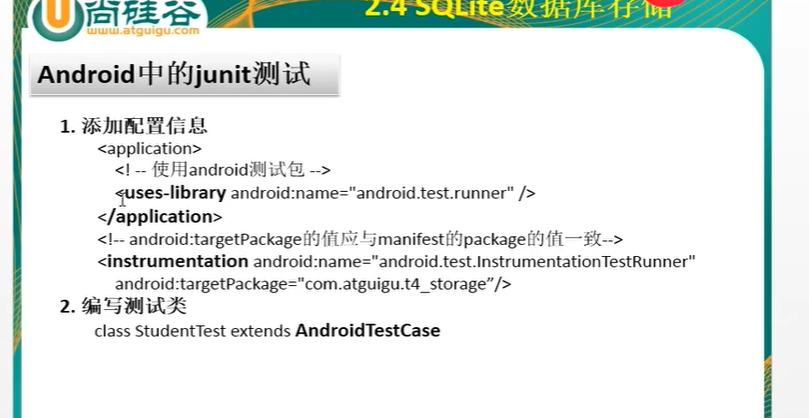 尚硅谷
www.atguigu.com
2.4 SQLite数据库存储
Android中的junit测试
1. 添加配置信息
<application>
<! -- 使用android测试包 -->
<uses-library android:name="android.test.runner" />
</application>
<!-- android:targetPackage的值应与manifest的package的值一致-->
<instrumentation android:name="android.test.InstrumentationTestRunner"
android:targetPackage="com.atguigu.t4_storage”/>
2. 编写测试类
class StudentTest extends AndroidTestCase